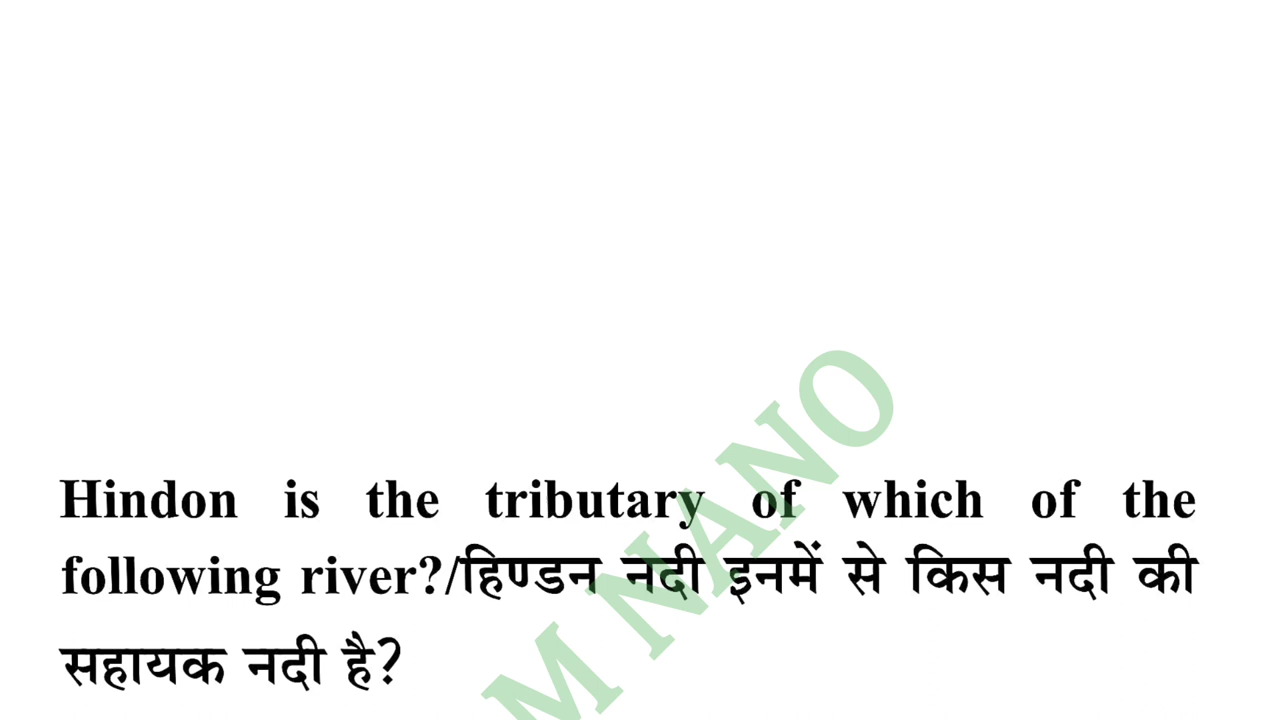 Hindon is the tributary of which of the
following river?/हिण्डन नदी इनमें से किस नदी की
सहायक नदी है?
M NANO